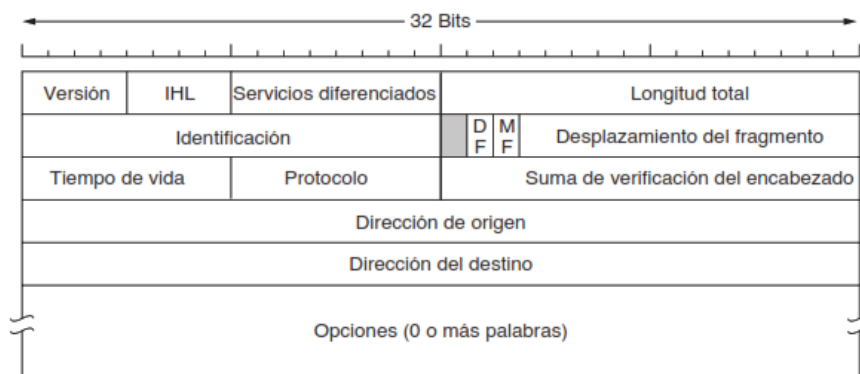 32 Bits
Versión IHL Servicios diferenciados Longitud total
Identificación D F M F Desplazamiento del fragmento
Tiempo de vida Protocolo Suma de verificación del encabezado
Dirección de origen
Dirección del destino
Opciones (0 o más palabras)